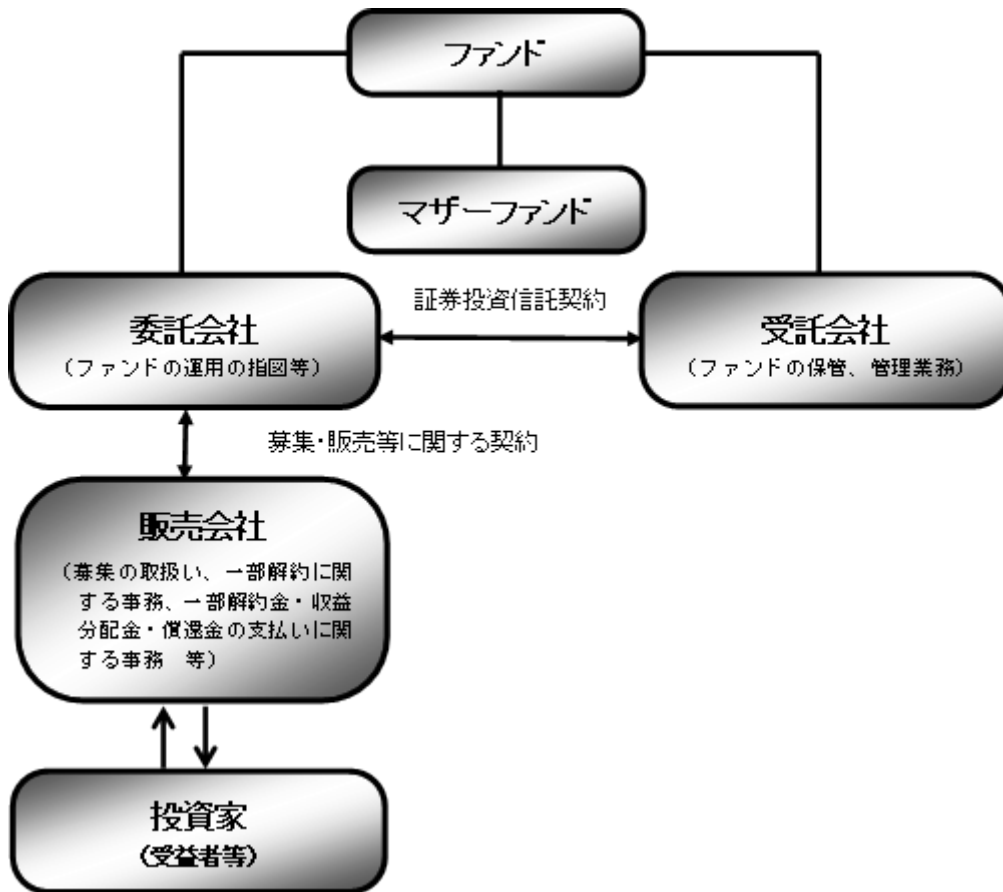 ファンド
マザーファンド
証券投資信託契約
委託会社
（ファンドの運用の指図等）
受託会社
（ファンドの保管、管理業務）
募集・販売等に関する契約
販売会社
（募集の取扱い、一部解約に関
する事務、一部解約金・収益
分配金・償還金の支払いに関
する事務　等）
投資家
（受益者等）